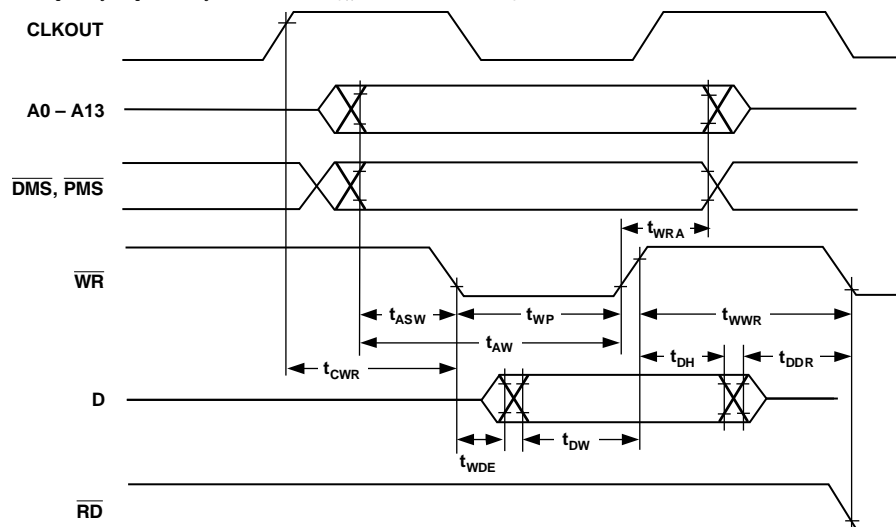 CLKOUT
A0 – A13
DMS, PMS
tWRA
WR
tASW
tWP
tWWR
tAW
tCWR
tDH
tDDR
D
tWDE
tDW
RD